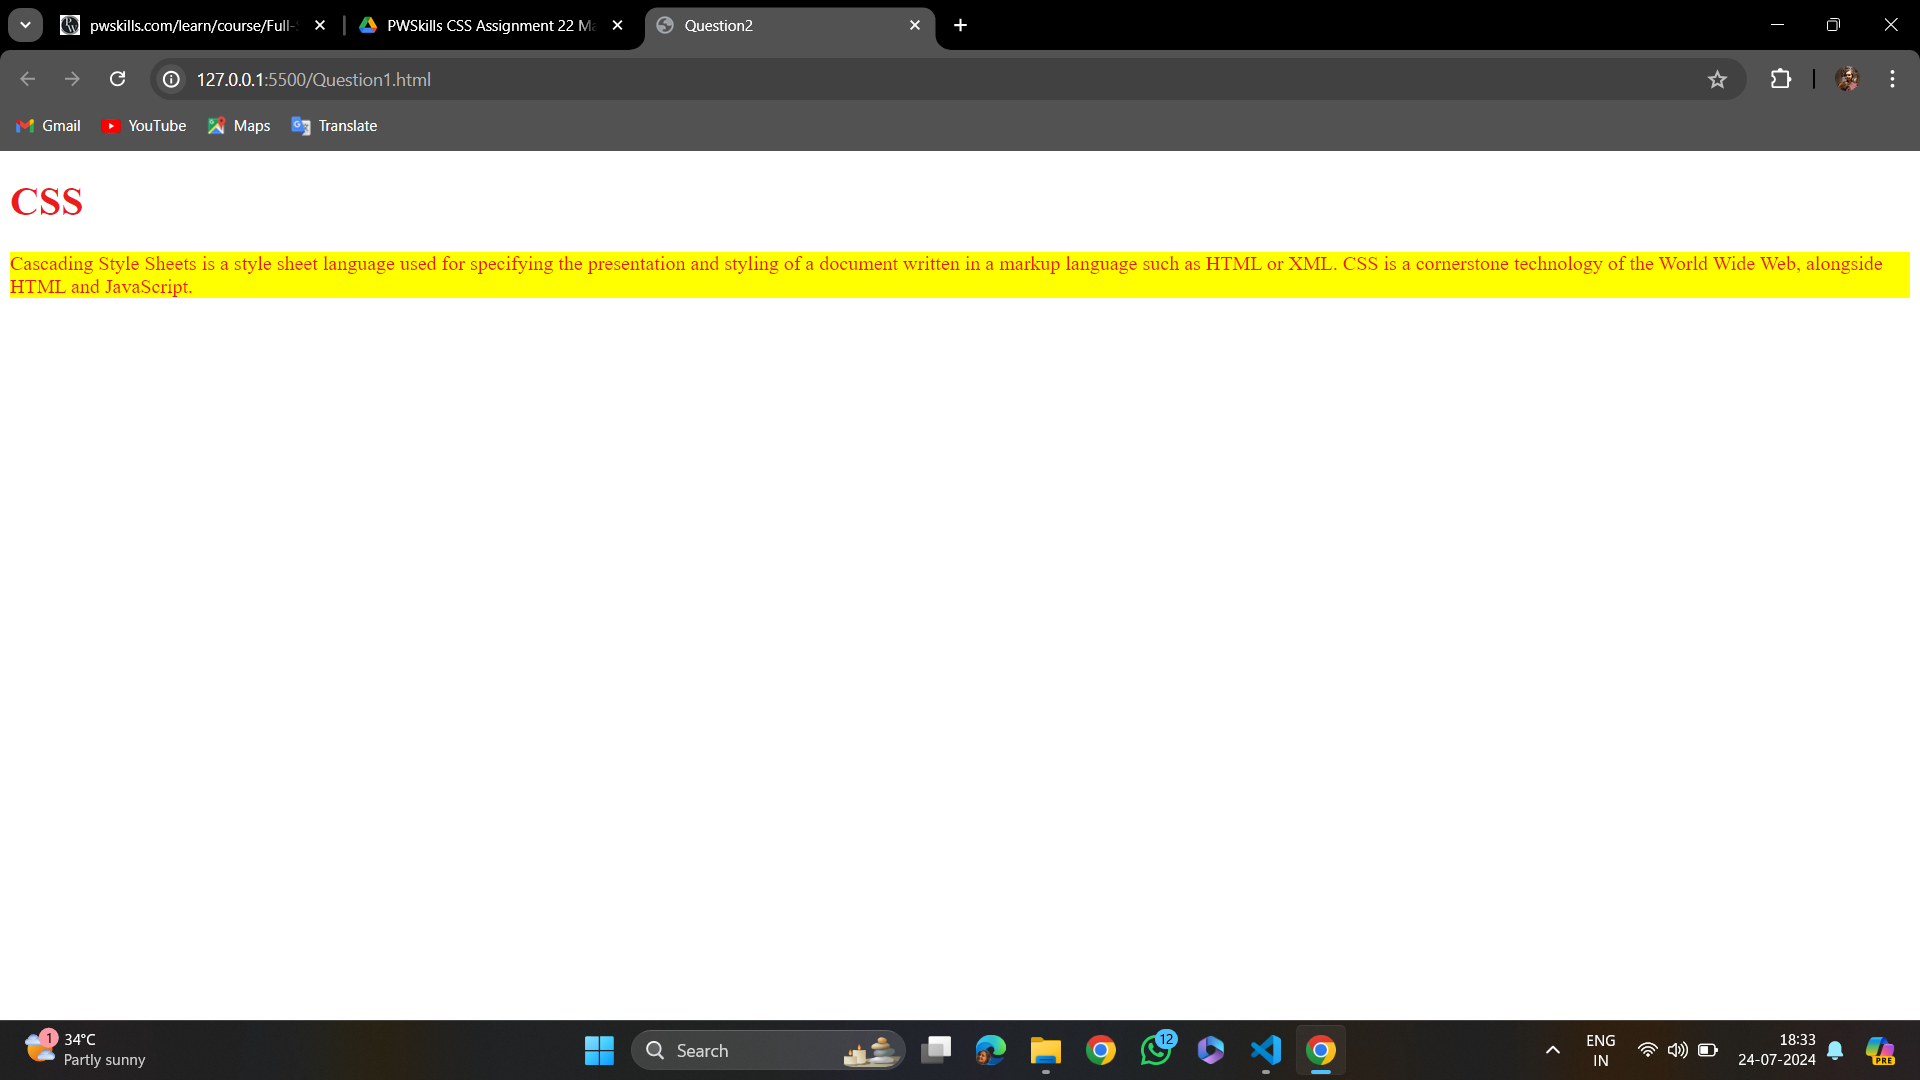 pwskills.com/learn/course/Full-
PWSkills CSS Assignment 22 Ma
Question2
127.0.0.1:5500/Question1.html
Gmail
YouTube
Maps
Translate
CSS
Cascading Style Sheets is a style sheet language used for specifying the presentation and styling of a document written in a markup language such as HTML or XML. CSS is a cornerstone technology of the World Wide Web, alongside
HTML and JavaScript.
1
34°C
Partly sunny
Search
12
ENG
IN
18:33
24-07-2024
PRE